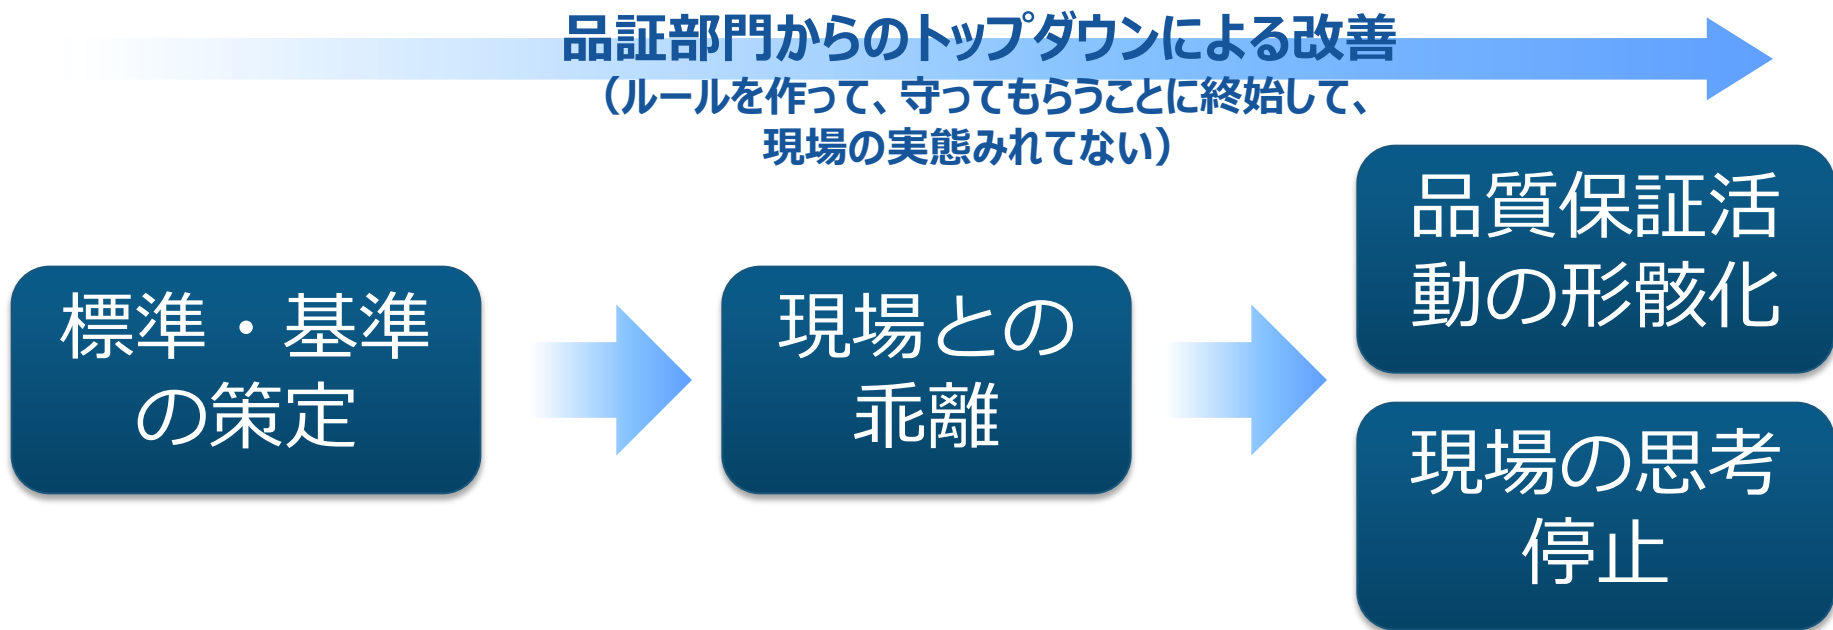 品証部門からのトップダウンによる改善
（ルールを作って、守ってもらうことに終始して、
現場の実態みれてない）
標準・基準
の策定
現場との
乖離
品質保証活
動の形骸化
現場の思考
停止